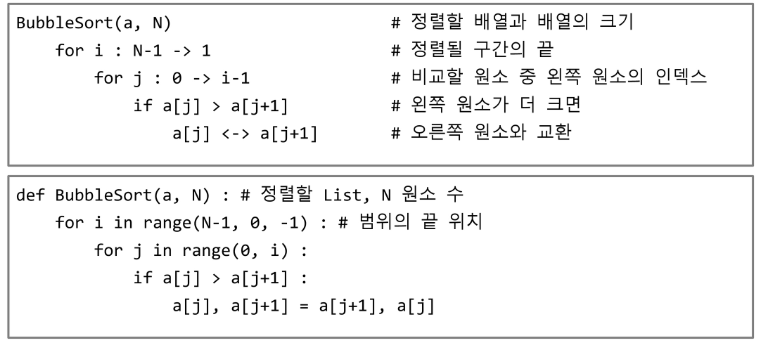 BubbleSort(a, N) # 정렬할 배열과 배열의 크기
for i : N-1 -> 1 # 정렬될 구간의 끝
for j : 0 -> i-1 # 비교할 원소 중 왼쪽 원소의 인덱스
if a[j] > a[j+1] # 왼쪽 원소가 더 크면
a[j] <-> a[j+1] # 오른쪽 원소와 교환
def BubbleSort(a, N) : # 정렬할 List, N 원소 수
for i in range(N-1, 0, -1) : # 범위의 끝 위치
for j in range(0, i) :
if a[j] > a[j+1] :
a[j], a[j+1] = a[j+1], a[j]